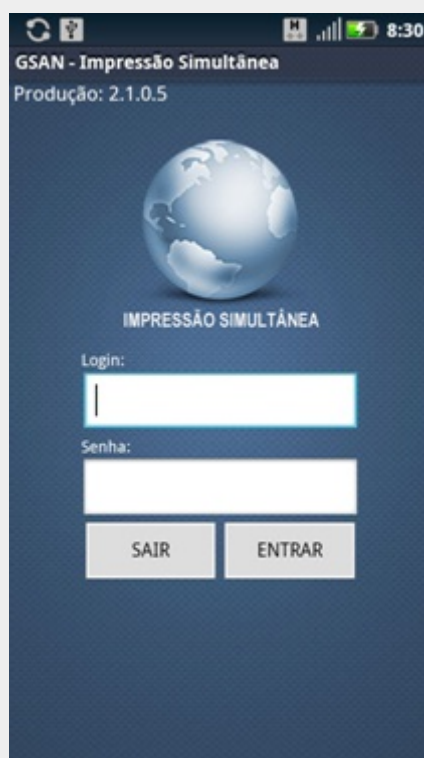 H 8:30
GSAN - Impressão Simultânea
Produção: 2.1.0.5
IMPRESSÃO SIMULTÂNEA
Login:
Senha:
SAIR ENTRAR